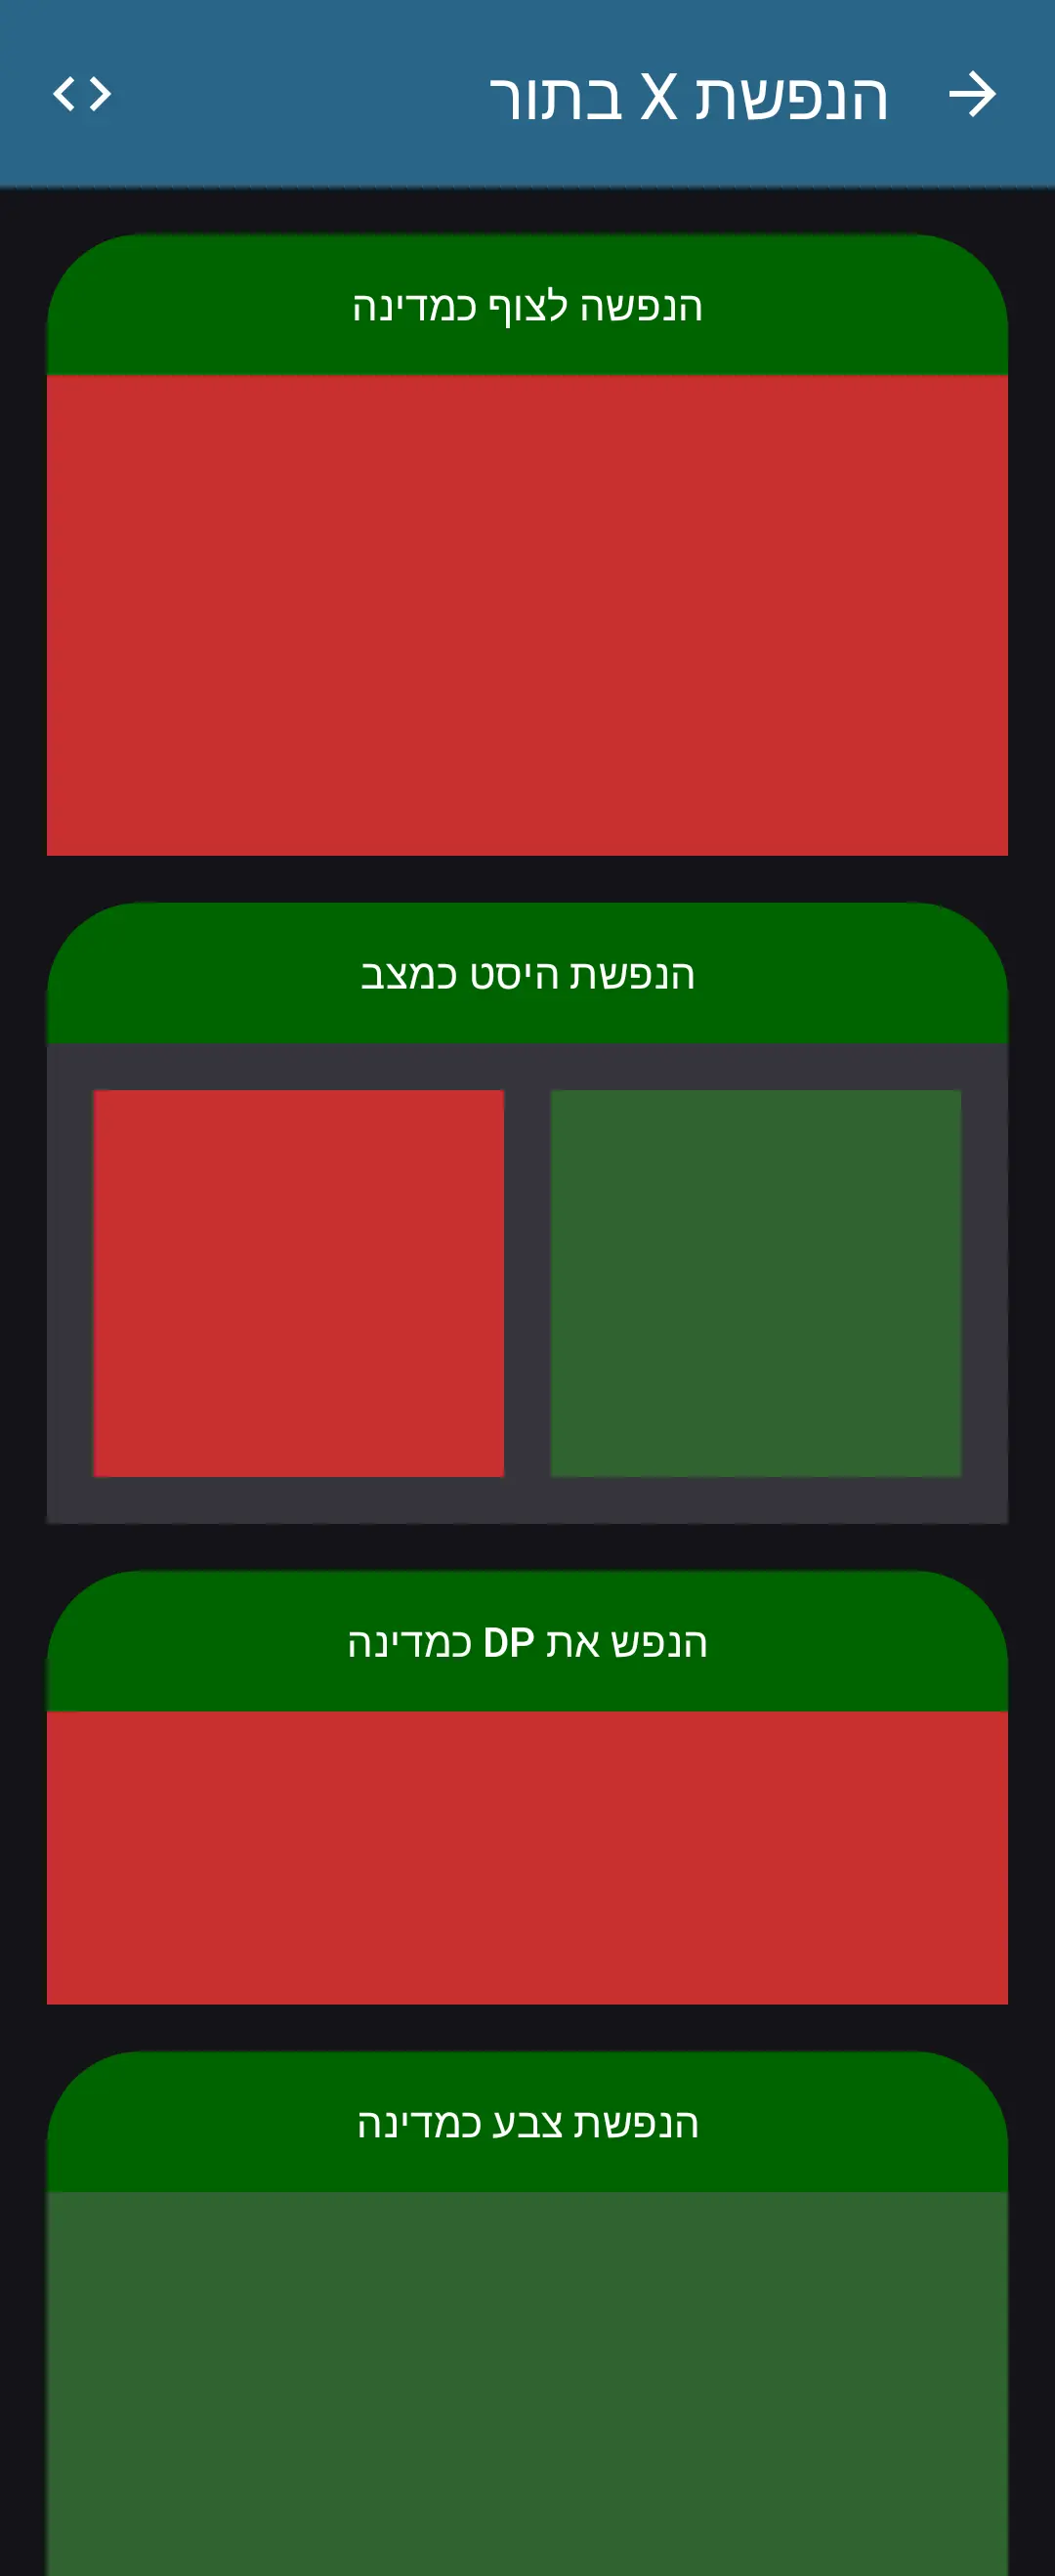 הנפשת X בתור
הנפשה לצוף כמדינה
הנפשת היסט כמצב
הנפש את DP כמדינה
הנפשת צבע כמדינה